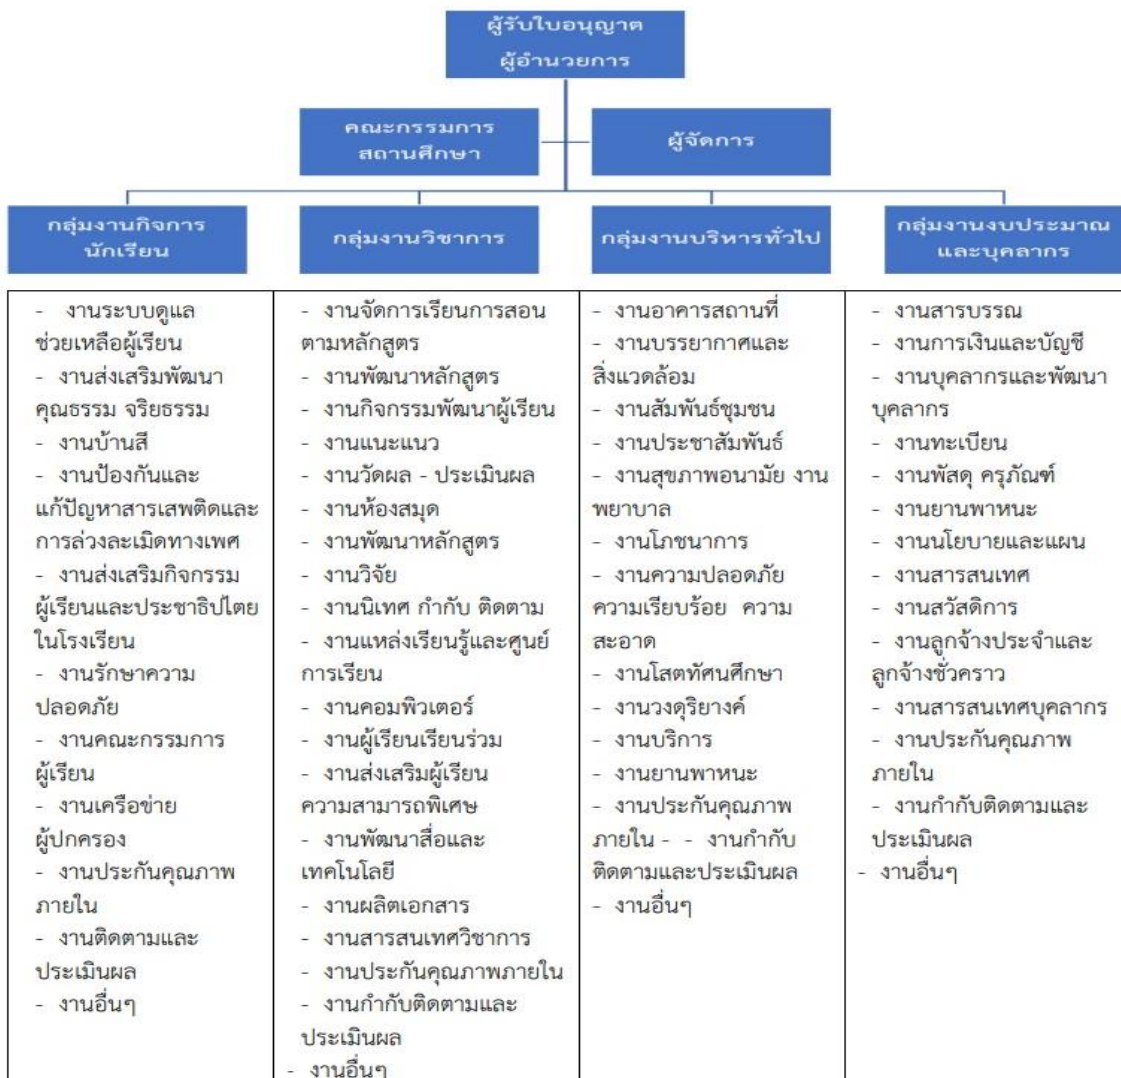 ผู้รับใบอนุญาต
ผู้อำนวยการ
คณะกรรมการ
สถานศึกษา
ผู้จัดการ
กลุ่มงานกิจการ
นักเรียน
กลุ่มงานวิชาการ
กลุ่มงานบริหารทั่วไป
กลุ่มงานงบประมาณ
และบุคลากร
- งานระบบดูแล
ช่วยเหลือผู้เรียน
- งานส่งเสริมพัฒนา
คุณธรรม จริยธรรม
- งานบ้านสี
- งานป้องกันและ
แก้ปัญหาสารเสพติดและ
การล่วงละเมิดทางเพศ
- งานส่งเสริมกิจกรรม
ผู้เรียนและประชาธิปไตย
ในโรงเรียน
- งานรักษาความ
ปลอดภัย
- งานคณะกรรมการ
ผู้เรียน
- งานเครือข่าย
ผู้ปกครอง
- งานประกันคุณภาพ
ภายใน
- งานติดตามและ
ประเมินผล
- งานอื่นๆ
- งานจัดการเรียนการสอน
ตามหลักสูตร
- งานพัฒนาหลักสูตร
- งานกิจกรรมพัฒนาผู้เรียน
- งานแนะแนว
- งานวัดผล - ประเมินผล
- งานห้องสมุด
- งานพัฒนาหลักสูตร
- งานวิจัย
- งานนิเทศ กำกับ ติดตาม
- งานแหล่งเรียนรู้และศูนย์
การเรียน
- งานคอมพิวเตอร์
- งานผู้เรียนเรียนร่วม
- งานส่งเสริมผู้เรียน
ความสามารถพิเศษ
- งานพัฒนาสื่อและ
เทคโนโลยี
- งานผลิตเอกสาร
- งานสารสนเทศวิชาการ
- งานประกันคุณภาพภายใน
- งานกำกับติดตามและ
ประเมินผล
- งานอื่นๆ
- งานอาคารสถานที่
- งานบรรยากาศและ
สิ่งแวดล้อม
- งานสัมพันธ์ชุมชน
- งานประชาสัมพันธ์
- งานสุขภาพอนามัย งาน
พยาบาล
- งานโภชนาการ
- งานความปลอดภัย
ความเรียบร้อย ความ
สะอาด
- งานโสตทัศนศึกษา
- งานวงดุริยางค์
- งานบริการ
- งานยานพาหนะ
- งานประกันคุณภาพ
ภายใน - - งานกำกับ
ติดตามและประเมินผล
- งานอื่นๆ
- งานสารบรรณ
- งานการเงินและบัญชี
- งานบุคลากรและพัฒนา
บุคลากร
- งานทะเบียน
- งานพัสดุ ครุภัณฑ์
- งานยานพาหนะ
- งานนโยบายและแผน
- งานสารสนเทศ
- งานสวัสดิการ
- งานลูกจ้างประจำและ
ลูกจ้างชั่วคราว
- งานสารสนเทศบุคลากร
- งานประกันคุณภาพ
ภายใน
- งานกำกับติดตามและ
ประเมินผล
- งานอื่นๆ